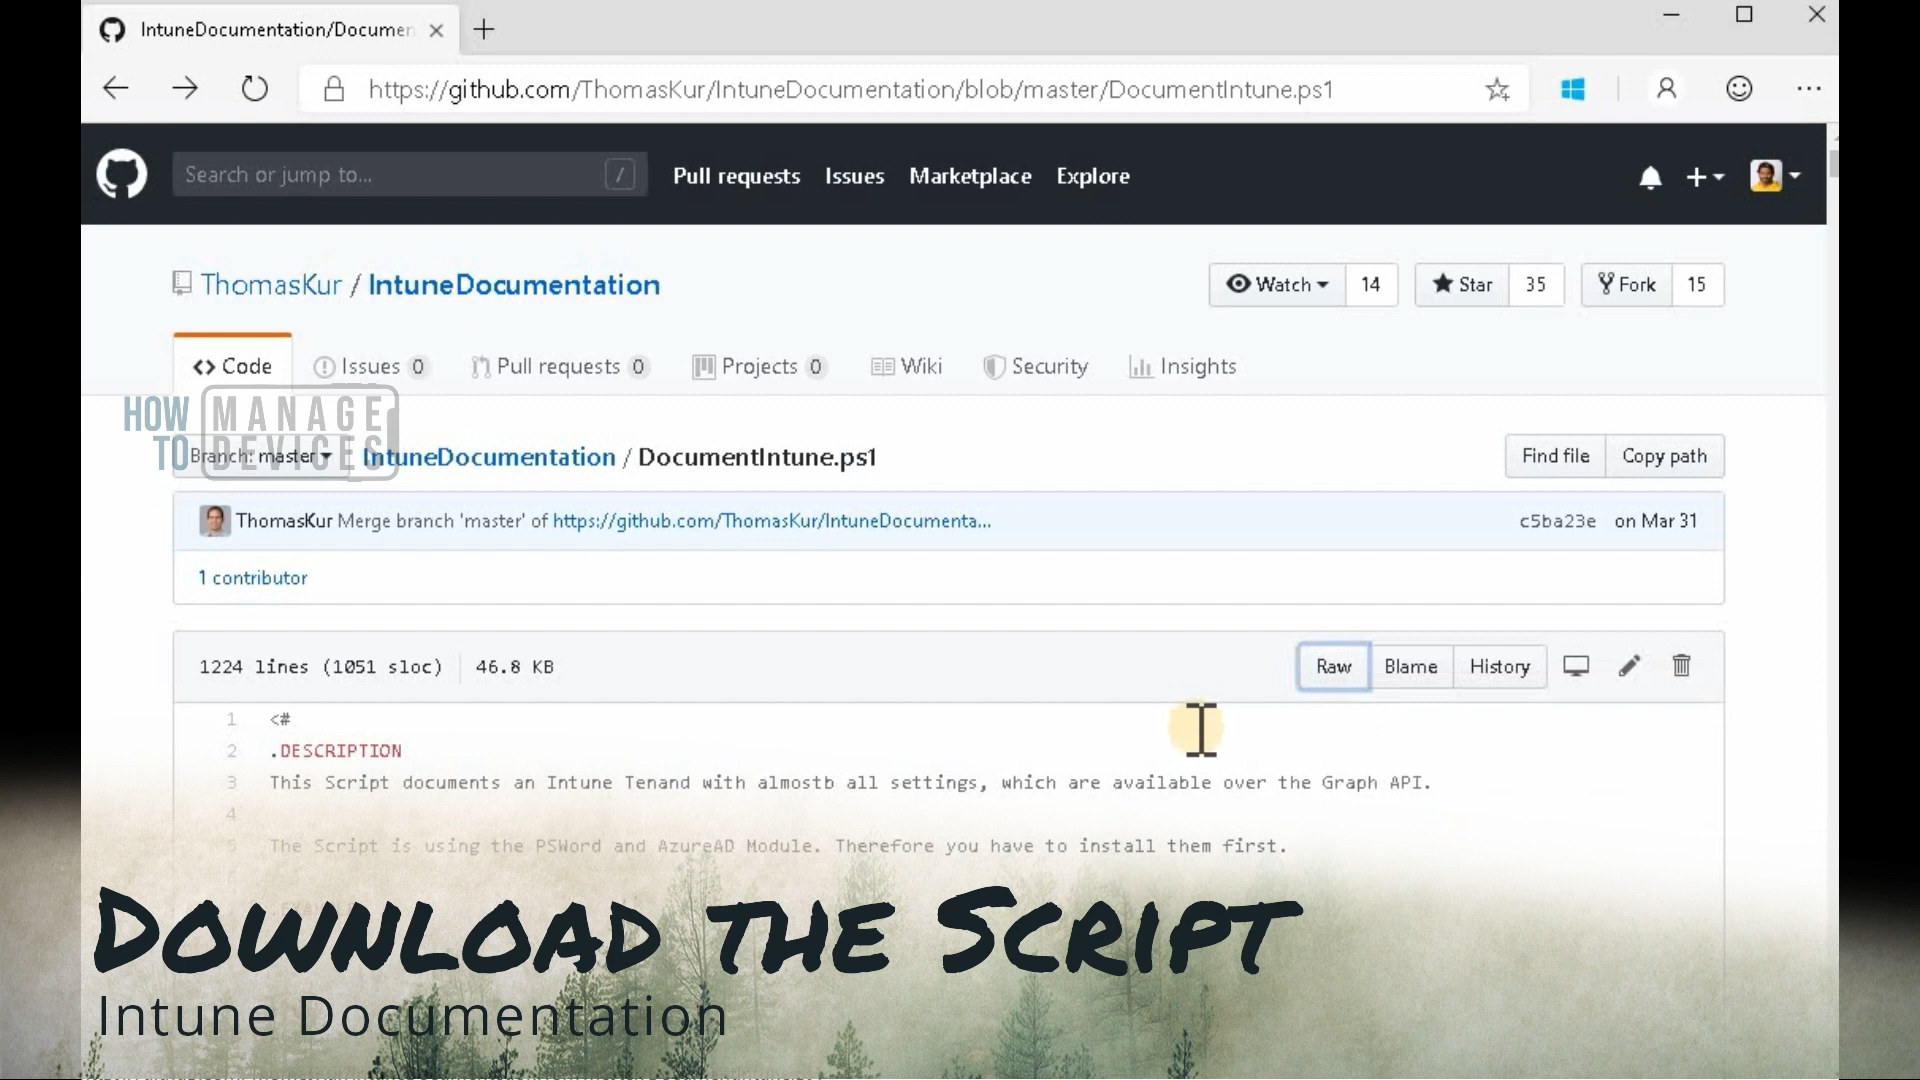 IntuneDocumentation/Documen
https://github.com/ThomasKur/IntuneDocumentation/blob/master/DocumentIntune.ps1
Search or jump to... / Pull requests Issues Marketplace Explore
ThomasKur / IntuneDocumentation Watch 14 Star 35 Fork 15
Code Issues 0 Pull requests 0 Projects 0 Wiki Security Insights
HOW MANAGE
TO DEVICES
Branch: master IntuneDocumentation / DocumentIntune.ps1 Find file Copy path
ThomasKur Merge branch 'master' of https://github.com/ThomasKur/IntuneDocumenta... c5ba23e on Mar 31
1 contributor
1224 lines (1051 sloc) 46.8 KB Raw Blame History
1 <#
2 .DESCRIPTION
3 This Script documents an Intune Tenand with almostb all settings, which are available over the Graph API.
4
5 The Script is using the PSWord and AzureAD Module. Therefore you have to install them first.
Download the Script
Intune Documentation